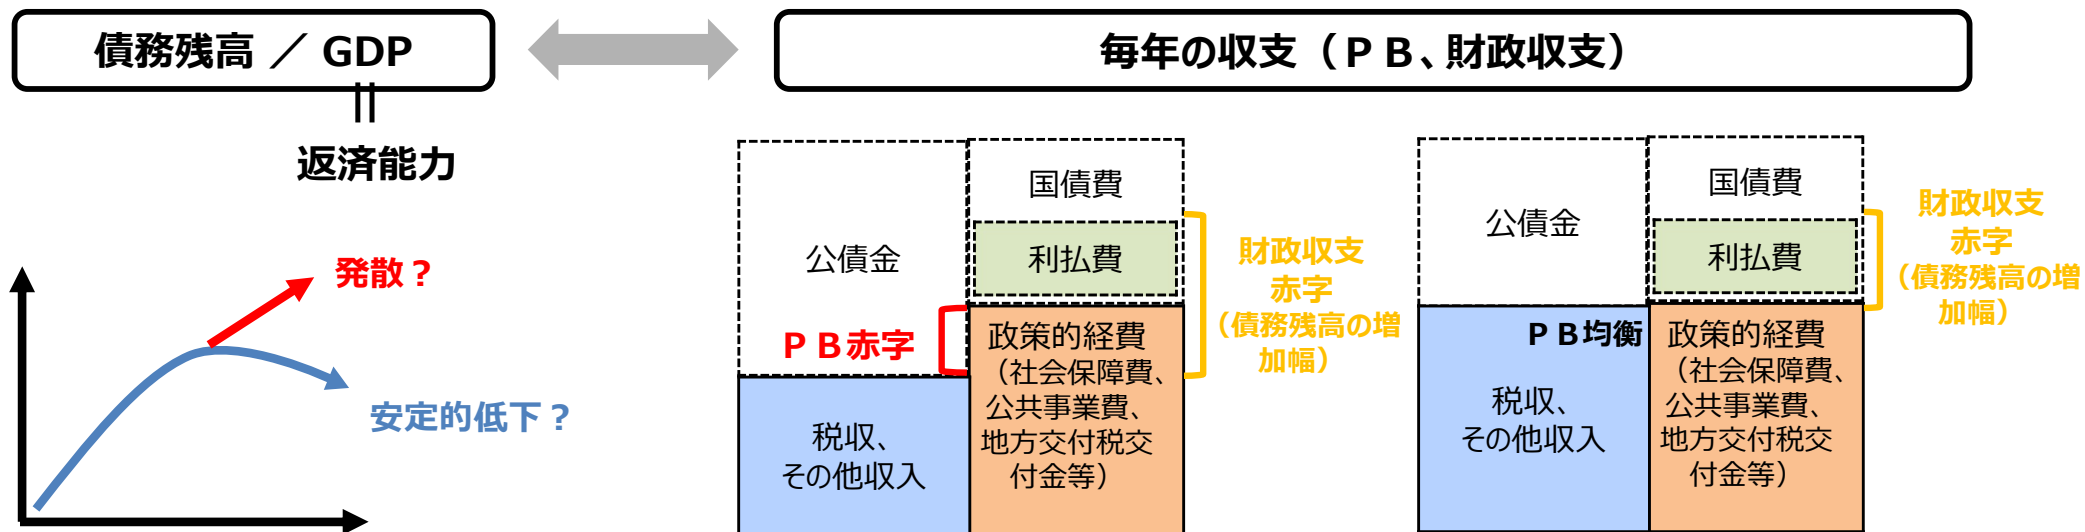 債務残高 ／ GDP
毎年の収支（ＰＢ、財政収支）
返済能力
発散？
安定的低下？
公債金
国債費
利払費
ＰＢ赤字
政策的経費
（社会保障費、
公共事業費、
地方交付税交
付金等）
税収、
その他収入
財政収支
赤字
（債務残高の増
加幅）
公債金
国債費
利払費
ＰＢ均衡
政策的経費
（社会保障費、
公共事業費、
地方交付税交
付金等）
税収、
その他収入
財政収支
赤字
（債務残高の増
加幅）